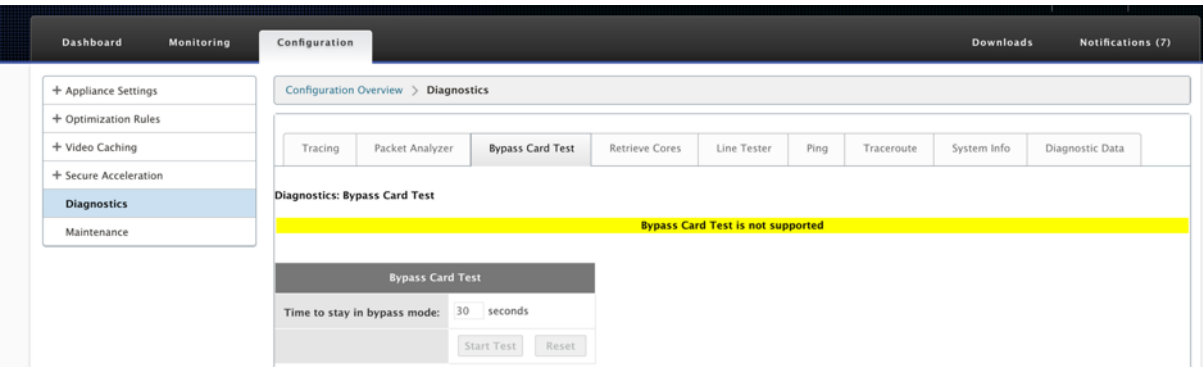 Dashboard Monitoring Configuration Downloads Notifications (7)
+ Appliance Settings
+ Optimization Rules
+ Video Caching
+ Secure Acceleration
Diagnostics
Maintenance
Configuration Overview > Diagnostics
Tracing Packet Analyzer Bypass Card Test Retrieve Cores Line Tester Ping Traceroute System Info Diagnostic Data
Diagnostics: Bypass Card Test
Bypass Card Test is not supported
Bypass Card Test
Time to stay in bypass mode: 30 seconds
Start Test Reset